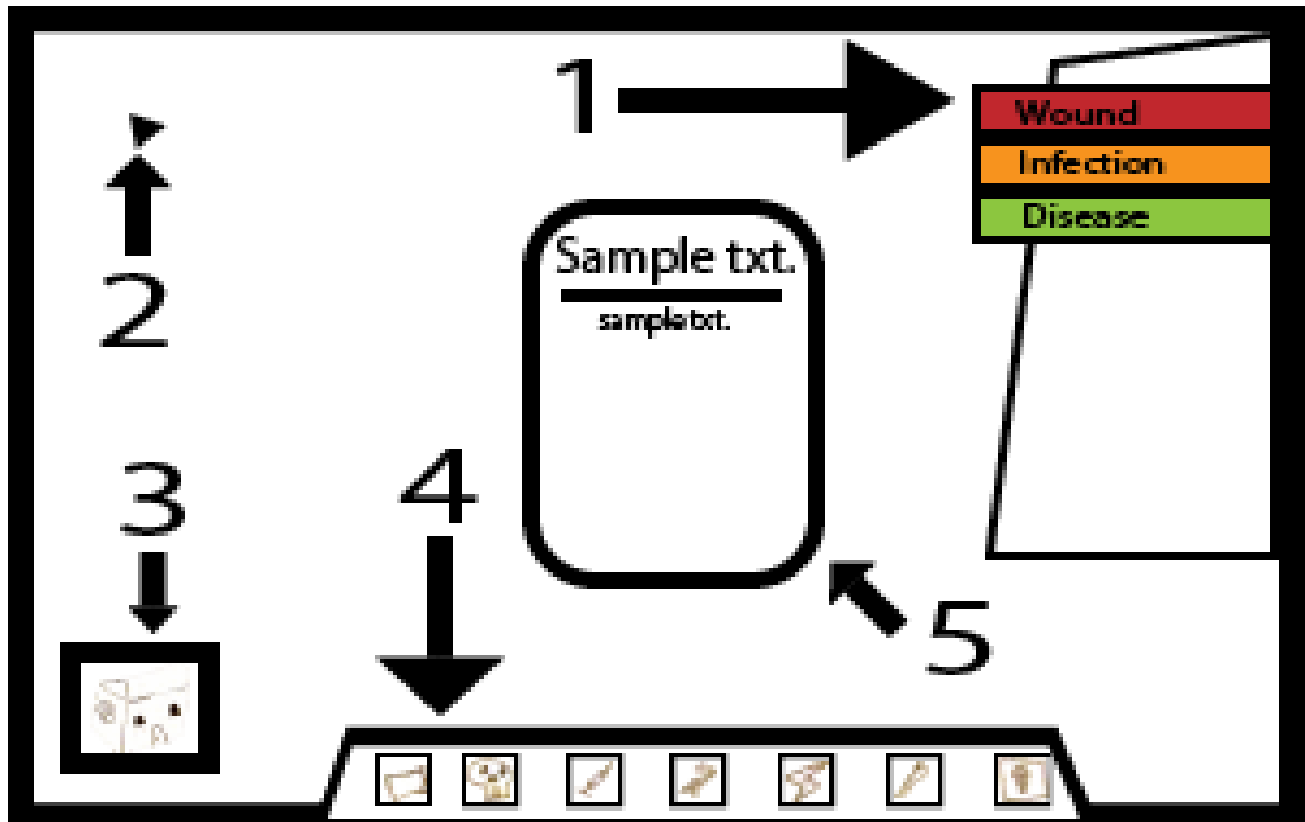 1
Wound
Infection
Disease
2
Sample txt.
sample txt.
3
4
5